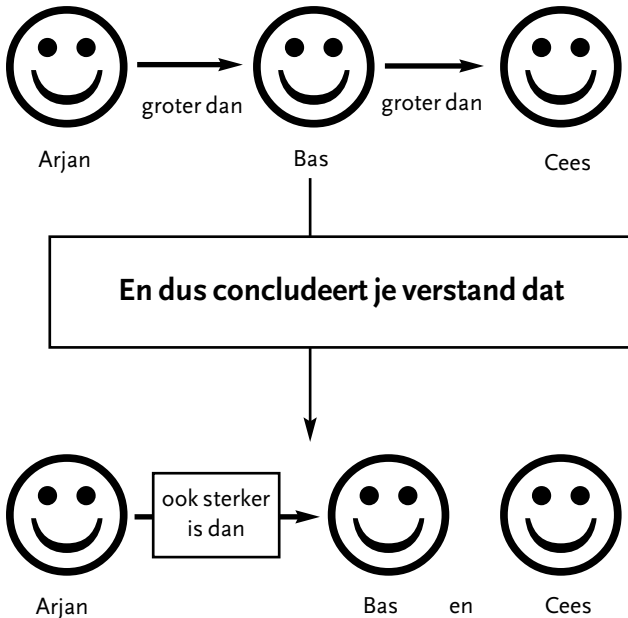 groter dan
groter dan
Arjan
Bas
Cees
En dus concludeert je verstand dat
ook sterker
is dan
Arjan
Bas
en
Cees